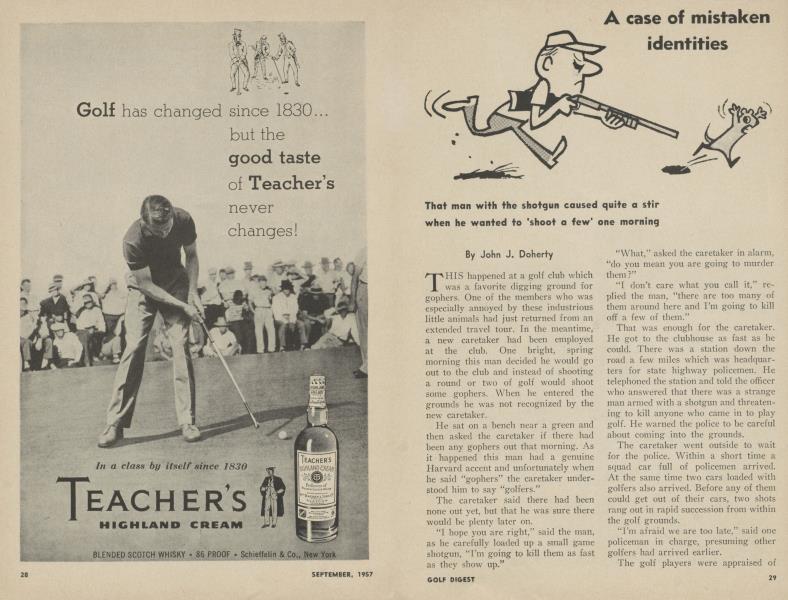 Golf has changed since 1830...
but the
good taste
of Teacher's
never
changes!
In a class by itself since 1830
TEACHER'S
HIGHLAND CREAM
TEACHER'S
HIGHLAND CREAM
BLENDED SCOTCH WHISKY • 86 PROOF • Schieffelin & Co., New York
28
SEPTEMBER, 1957
A case of mistaken
identities
That man with the shotgun caused quite a stir
when he wanted to 'shoot a few' one morning
By John J. Doherty
THIS happened at a golf club which
was a favorite digging ground for
gophers. One of the members who was
especially annoyed by these industrious
little animals had just returned from an
extended travel tour. In the meantime,
a new caretaker had been employed
at the club. One bright, spring
morning this man decided he would go
out to the club and instead of shooting
a round or two of golf would shoot
some gophers. When he entered the
grounds he was not recognized by the
new caretaker.
He sat on a bench near a green and
then asked the caretaker if there had
been any gophers out that morning. As
it happened this man had a genuine
Harvard accent and unfortunately when
he said "gophers" the caretaker under-
stood him to say "golfers."
The caretaker said there had been
none out yet, but that he was sure there
would be plenty later on.
"I hope you are right," said the man,
as he carefully loaded up a small game
shotgun, "I'm going to kill them as fast
as they show up."
"What," asked the caretaker in alarm,
"do you mean you are going to murder
them?"
"I don't care what you call it," re-
plied the man, "there are too many of
them around here and I'm going to kill
off a few of them."
That was enough for the caretaker.
He got to the clubhouse as fast as he
could. There was a station down the
road a few miles which was headquar-
ters for state highway policemen. He
telephoned the station and told the officer
who answered that there was a strange
man armed with a shotgun and threaten-
ing to kill anyone who came in to play
golf. He warned the police to be careful
about coming into the grounds.
The caretaker went outside to wait
for the police. Within a short time a
squad car full of policemen arrived.
At the same time two cars loaded with
golfers also arrived. Before any of them
could get out of their cars, two shots
rang out in rapid succession from within
the golf grounds.
"I'm afraid we are too late," said one
policeman in charge, presuming other
golfers had arrived earlier.
The golf players were appraised of
GOLF DIGEST
29